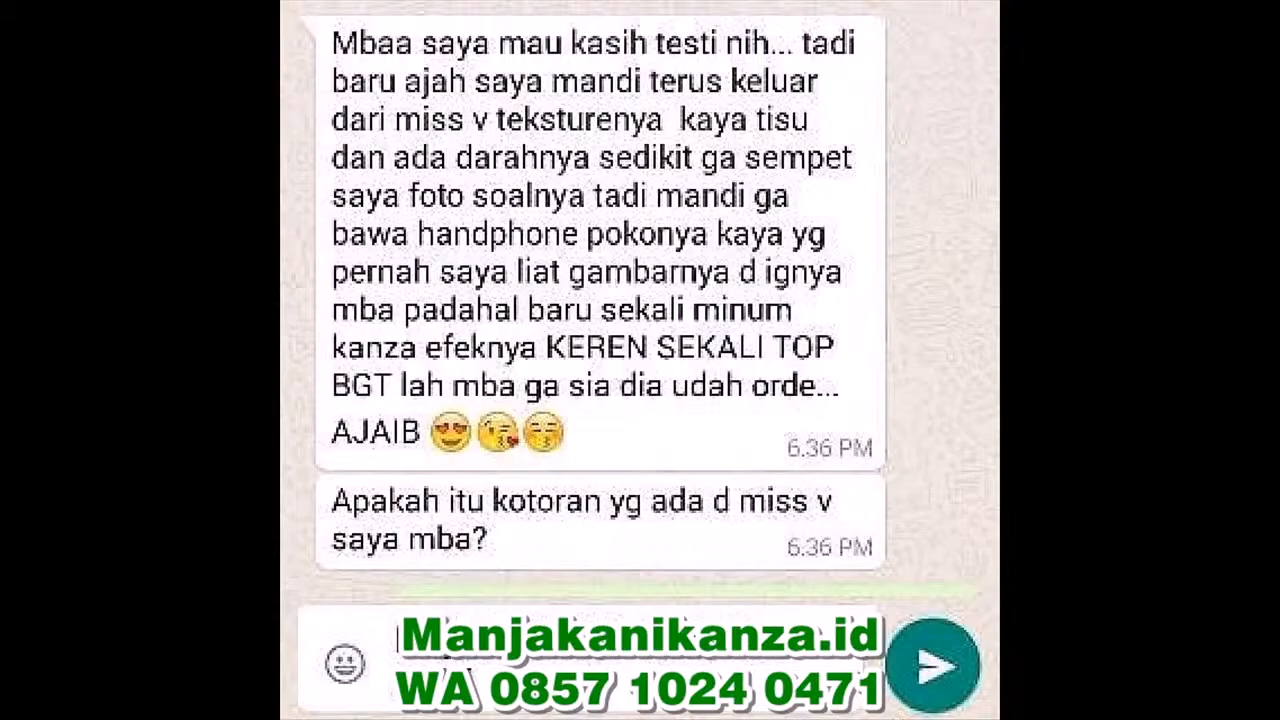 Mbaa saya mau kasih testi nih... tadi
baru ajah saya mandi terus keluar
dari miss v teksturenya kaya tisu
dan ada darahnya sedikit ga sempet
saya foto soalnya tadi mandi ga
bawa handphone pokonya kaya yg
pernah saya liat gambarnya d ignya
mba padahal baru sekali minum
kanza efeknya KEREN SEKALI TOP
BGT lah mba ga sia dia udah orde...
AJAIB 😍😘😚
6.36 PM
Apakah itu kotoran yg ada d miss v
saya mba?
6.36 PM
Manjakanikanza.id
WA 0857 1024 0471